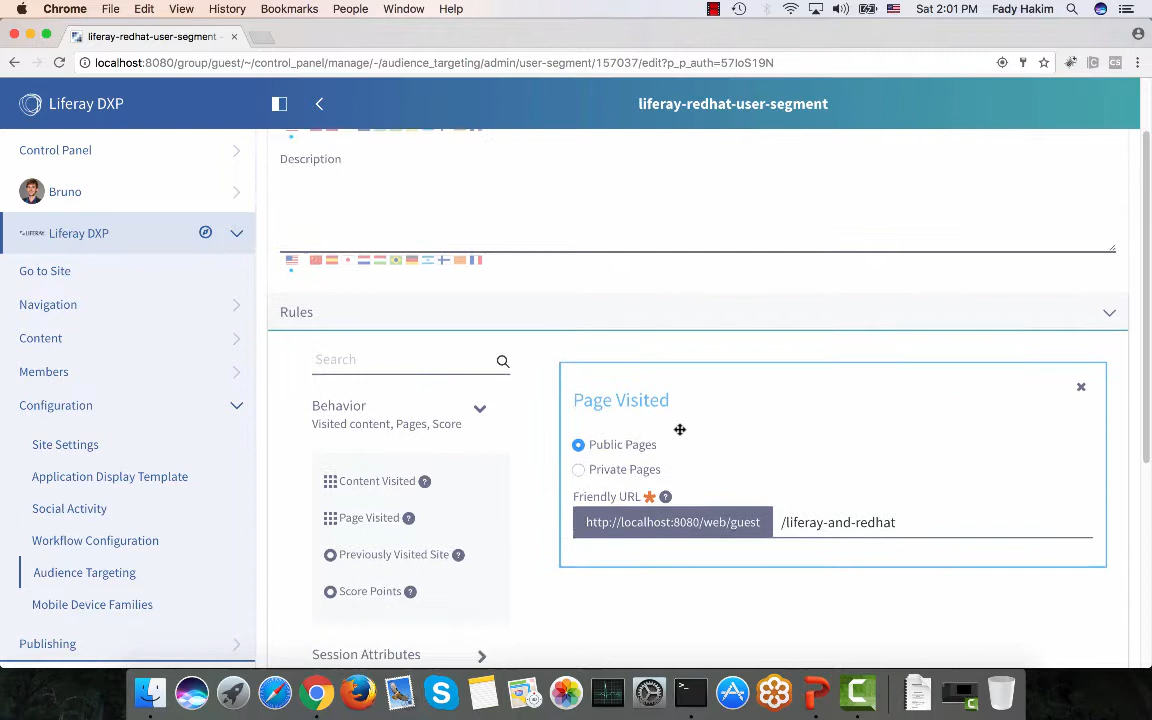 Chrome File Edit View History Bookmarks People Window Help Sat 2:01 PM Fady Hakim
liferay-redhat-user-segment -
localhost:8080/group/guest/~/control_panel/manage/-/audience_targeting/admin/user-segment/157037/edit?p_p_auth=57IoS19N
Liferay DXP
liferay-redhat-user-segment
Control Panel
Bruno
LIFERAY Liferay DXP
Go to Site
Navigation
Content
Members
Configuration
Site Settings
Application Display Template
Social Activity
Workflow Configuration
Audience Targeting
Mobile Device Families
Publishing
Description
Rules
Search
Behavior
Visited content, Pages, Score
Content Visited ?
Page Visited ?
Previously Visited Site ?
Score Points ?
Session Attributes
Page Visited
Public Pages
Private Pages
Friendly URL ?
http://localhost:8080/web/guest /liferay-and-redhat